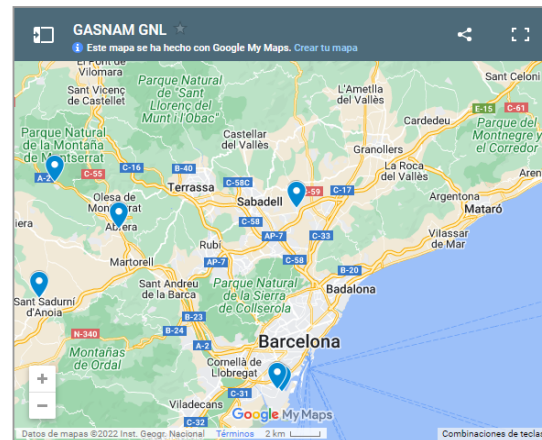 GASNAM GNL
Este mapa se ha hecho con Google My Maps. Crear tu mapa
El Pont de
Vilomara
Sant Vicenç
de Castellet
Parque Natural
de "Sant
Llorenç del
Munt i l'Obac"
L'Ametlla
del Vallès
Sant Celoni
E-15
C-61
Cardedeu
Parque del
Montnegre y
el Corredor
Parque Natural
de la Montaña
de Montserrat
Castellar
del Vallès
Granollers
C-16
B-40
La Roca
del Vallès
A-2
C-55
Terrassa
C-58C
C-59
C-17
Aren
Olesa de
Montserrat
Sabadell
Argentona
Mataró
Abrera
C-58
iera
Rubí
AP-7
C-33
Vilassar
de Mar
Martorell
AP-7
C-58
B-20
Sant Andreu
de la Barca
Parque Natural
de la Sierra
de Collserola
Badalona
Sant Sadurní
d'Anoia
B-23
N-340
B-24
A-2
Barcelona
Montañas
de Ordal
Cornellà de
Llobregat
C-31
Viladecans
C-32
Google My Maps
Datos de mapas ©2022 Inst. Geogr. Nacional Términos 2 km Combinaciones de teclas